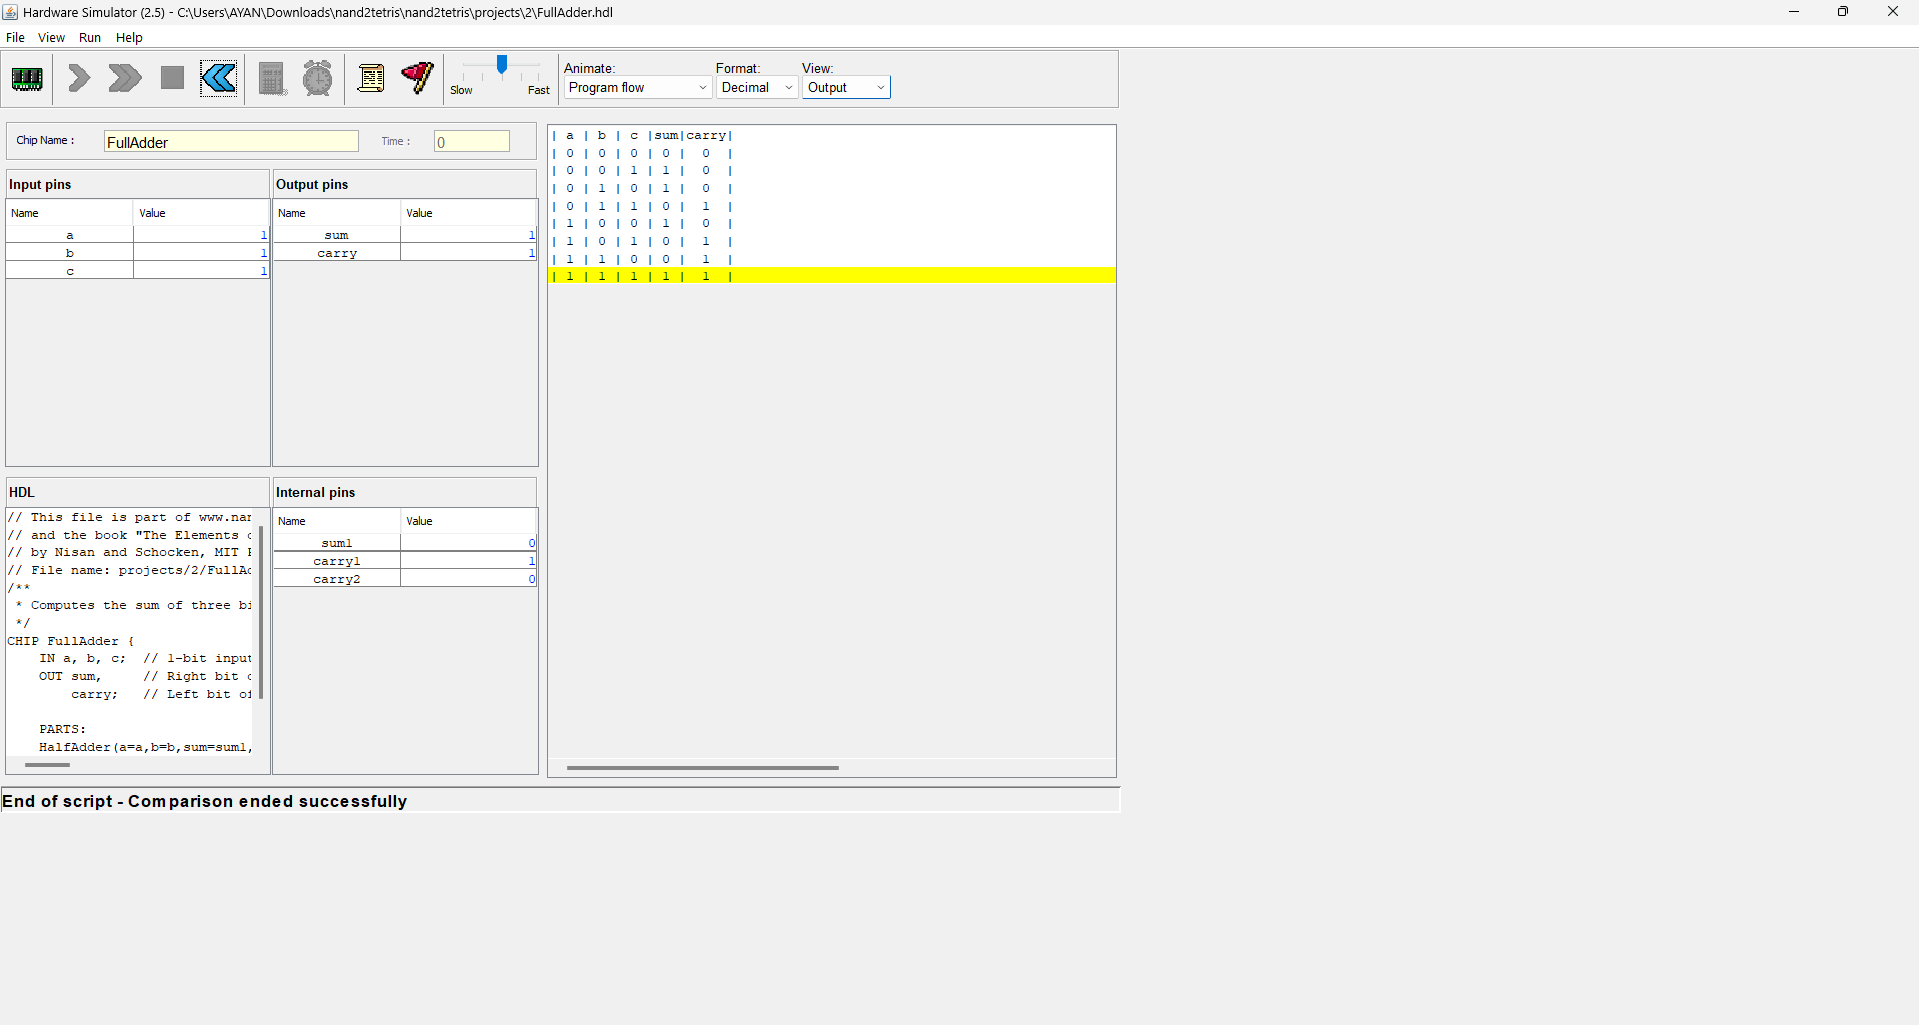 Hardware Simulator (2.5) - C:\Users\AYAN\Downloads\nand2tetris\nand2tetris\projects\2\FullAdder.hdl
File View Run Help
Slow Fast
Animate: Format: View:
Program flow Decimal Output
Chip Name : FullAdder Time : 0
Input pins
Name Value
a 1
b 1
c 1
Output pins
Name Value
sum 1
carry 1
| a | b | c |sum|carry|
| 0 | 0 | 0 | 0 | 0 |
| 0 | 0 | 1 | 1 | 0 |
| 0 | 1 | 0 | 1 | 0 |
| 0 | 1 | 1 | 0 | 1 |
| 1 | 0 | 0 | 1 | 0 |
| 1 | 0 | 1 | 0 | 1 |
| 1 | 1 | 0 | 0 | 1 |
| 1 | 1 | 1 | 1 | 1 |
HDL
// This file is part of www.nan
// and the book "The Elements
// by Nisan and Schocken, MIT
// File name: projects/2/FullAd
/**
* Computes the sum of three bi
*/
CHIP FullAdder {
IN a, b, c; // 1-bit input
OUT sum, // Right bit
carry; // Left bit of
PARTS:
HalfAdder(a=a,b=b,sum=sum1,
Internal pins
Name Value
sum1 0
carry1 1
carry2 0
End of script - Comparison ended successfully